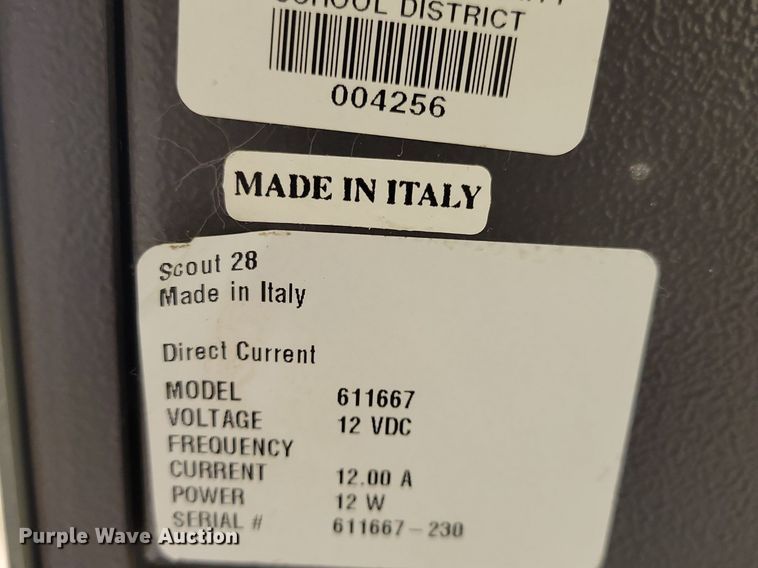 SCHOOL DISTRICT
004256
MADE IN ITALY
Scout 28
Made in Italy
Direct Current
MODEL 611667
VOLTAGE 12 VDC
FREQUENCY
CURRENT 12.00 A
POWER 12 W
SERIAL # 611667-230
Purple Wave Auction